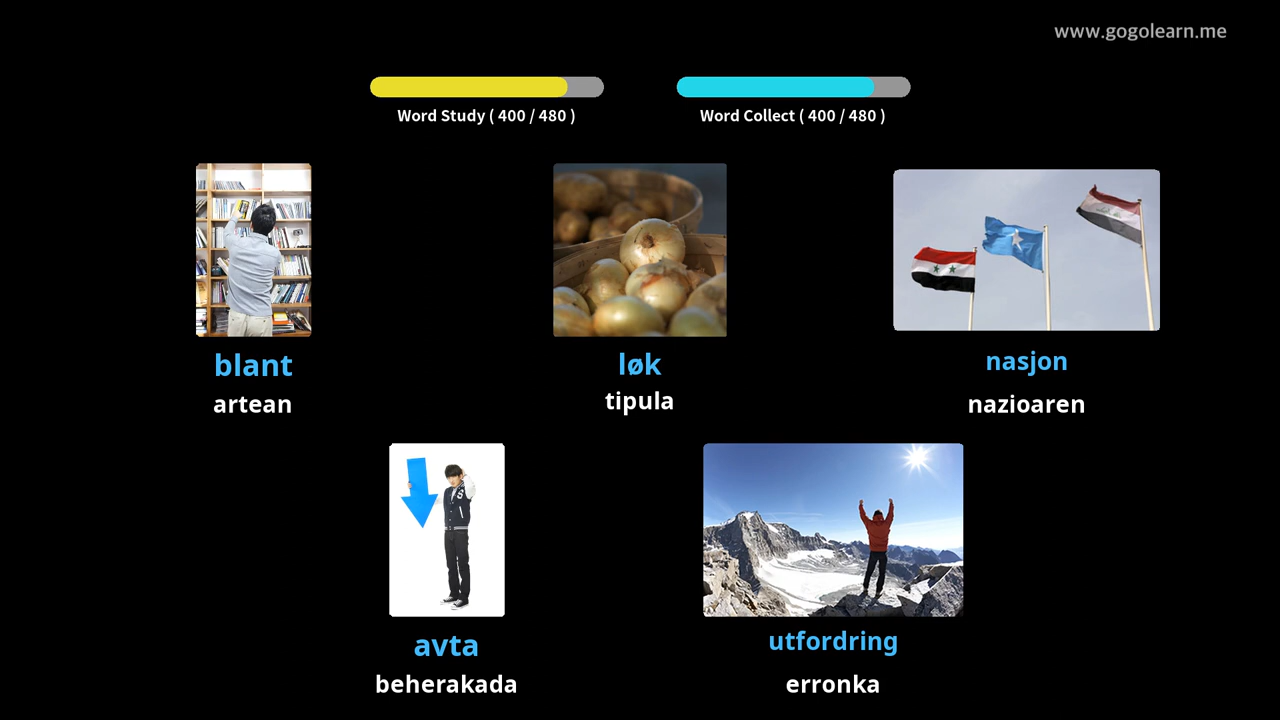 www.gogolearn.me
Word Study ( 400 / 480 )
Word Collect ( 400 / 480 )
blant
artean
løk
tipula
nasjon
nazioaren
avta
beherakada
utfordring
erronka